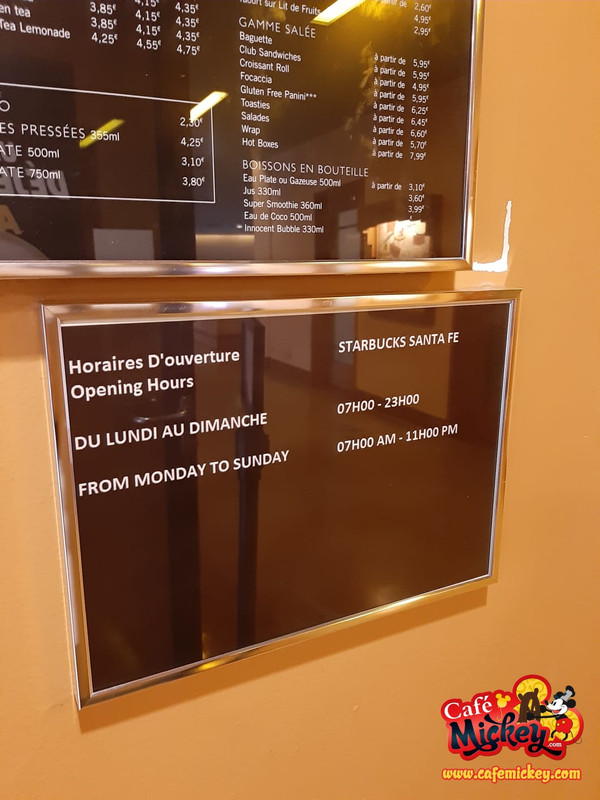 en tea 3,85€ 4,15€ 4,35€
Tea Lemonade 3,85€ 4,15€ 4,35€
4,25€ 4,55€ 4,75€
O
2,30€
ES PRESSÉES 355ml 4,25€
ATE 500ml 3,10€
ATE 750ml 3,80€
sur Lit de Fruits 2,60€
4,95€
GAMME SALÉE 2,95€
Baguette
Club Sandwiches à partir de 5,95€
Croissant Roll à partir de 5,95€
Focaccia à partir de 4,95€
Gluten Free Panini*** à partir de 5,95€
Toasties à partir de 6,25€
Salades à partir de 6,45€
Wrap à partir de 6,60€
Hot Boxes à partir de 5,70€
à partir de 7,99€
BOISSONS EN BOUTEILLE
Eau Plate ou Gazeuse 500ml à partir de 3,10€
Jus 330ml 3,60€
Super Smoothie 360ml 3,99€
Eau de Coco 500ml
Innocent Bubble 330ml
Horaires D'ouverture STARBUCKS SANTA FE
Opening Hours
DU LUNDI AU DIMANCHE 07H00 - 23H00
FROM MONDAY TO SUNDAY 07H00 AM - 11H00 PM
Café
Mickey.com
www.cafemickey.com